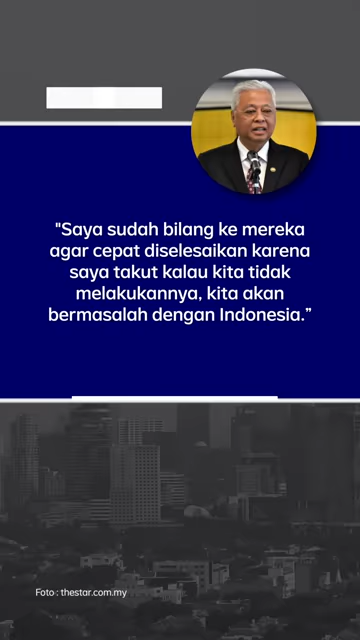 "Saya sudah bilang ke mereka
agar cepat diselesaikan karena
saya takut kalau kita tidak
melakukannya, kita akan
bermasalah dengan Indonesia.”
Foto : thestar.com.my